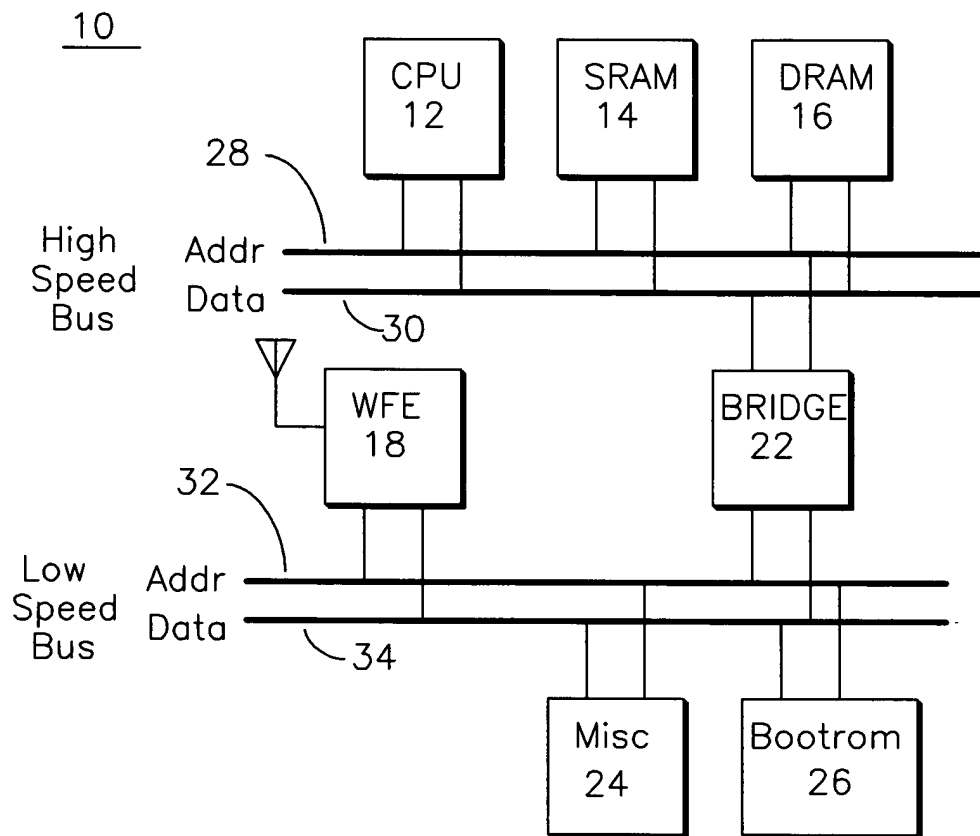 10
CPU
12
SRAM
14
DRAM
16
28
High
Speed
Bus
Addr
Data
30
WFE
18
BRIDGE
22
32
Low
Speed
Bus
Addr
Data
34
Misc
24
Bootrom
26